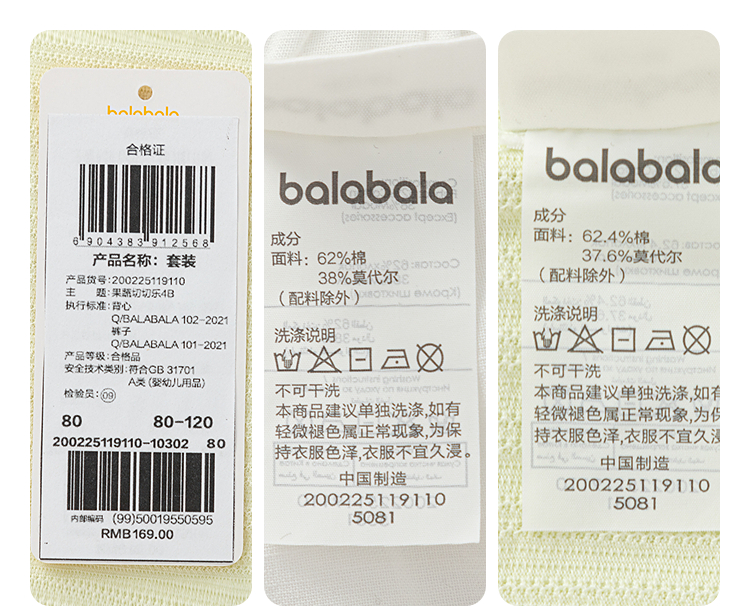 balabala
合格证
6 904383 912568
产品名称：套装
产品货号：200225119110
主　题：果蔬切切乐4B
执行标准：背心
Q/BALABALA 102-2021
裤子
Q/BALABALA 101-2021
产品等级：合格品
安全技术类别：符合GB 31701
A类（婴幼儿用品）
检验员：09
80 80-120
200225119110-10302 80
内部编码 (99)50019550595
RMB169.00
balabala
成分
面料：62%棉
38%莫代尔
（配料除外）
洗涤说明
不可干洗
本商品建议单独洗涤,如有
轻微褪色属正常现象,为保
持衣服色泽,衣服不宜久浸。
中国制造
200225119110
5081
balabala
成分
面料：62.4%棉
37.6%莫代尔
（配料除外）
洗涤说明
不可干洗
本商品建议单独洗涤,如有
轻微褪色属正常现象,为保
持衣服色泽,衣服不宜久浸
中国制造
200225119110
5081